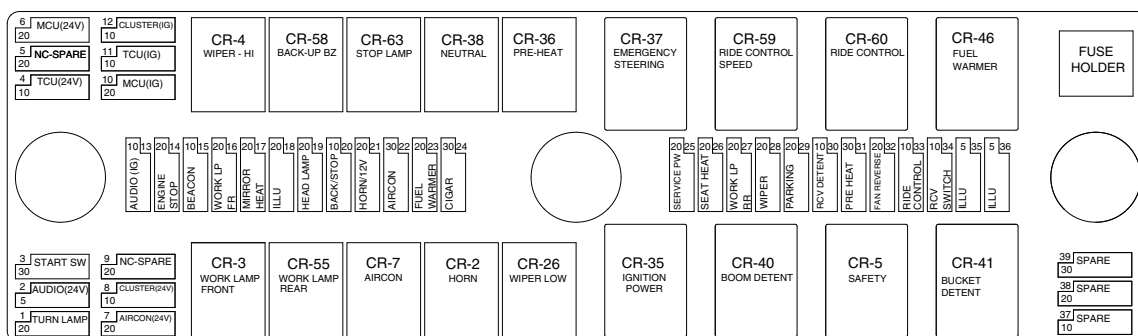 6 MCU(24V)
20
5 NC-SPARE
20
4 TCU(24V)
10
12 CLUSTER(IG)
10
11 TCU(IG)
10
10 MCU(IG)
20
CR-4
WIPER - HI
CR-58
BACK-UP BZ
CR-63
STOP LAMP
CR-38
NEUTRAL
CR-36
PRE-HEAT
CR-37
EMERGENCY
STEERING
CR-59
RIDE CONTROL
SPEED
CR-60
RIDE CONTROL
CR-46
FUEL
WARMER
FUSE
HOLDER
10 13
AUDIO (IG)
20 14
ENGINE
STOP
10 15
BEACON
20 16
WORK LP
FR
20 17
MIRROR
HEAT
20 18
ILLU
20 19
HEAD LAMP
10 20
BACK/STOP
20 21
HORN/12V
30 22
AIRCON
20 23
FUEL
WARMER
30 24
CIGAR
20 25
SERVICE PW
20 26
SEAT HEAT
20 27
WORK LP
RR
20 28
WIPER
20 29
PARKING
10 30
RCV DETENT
30 31
PRE HEAT
20 32
FAN REVERSE
10 33
RIDE
CONTROL
10 34
RCV
SWITCH
5 35
ILLU
5 36
ILLU
3 START SW
30
2 AUDIO(24V)
5
1 TURN LAMP
20
9 NC-SPARE
20
8 CLUSTER(24V)
10
7 AIRCON(24V)
20
CR-3
WORK LAMP
FRONT
CR-55
WORK LAMP
REAR
CR-7
AIRCON
CR-2
HORN
CR-26
WIPER LOW
CR-35
IGNITION
POWER
CR-40
BOOM DETENT
CR-5
SAFETY
CR-41
BUCKET
DETENT
39 SPARE
30
38 SPARE
20
37 SPARE
10